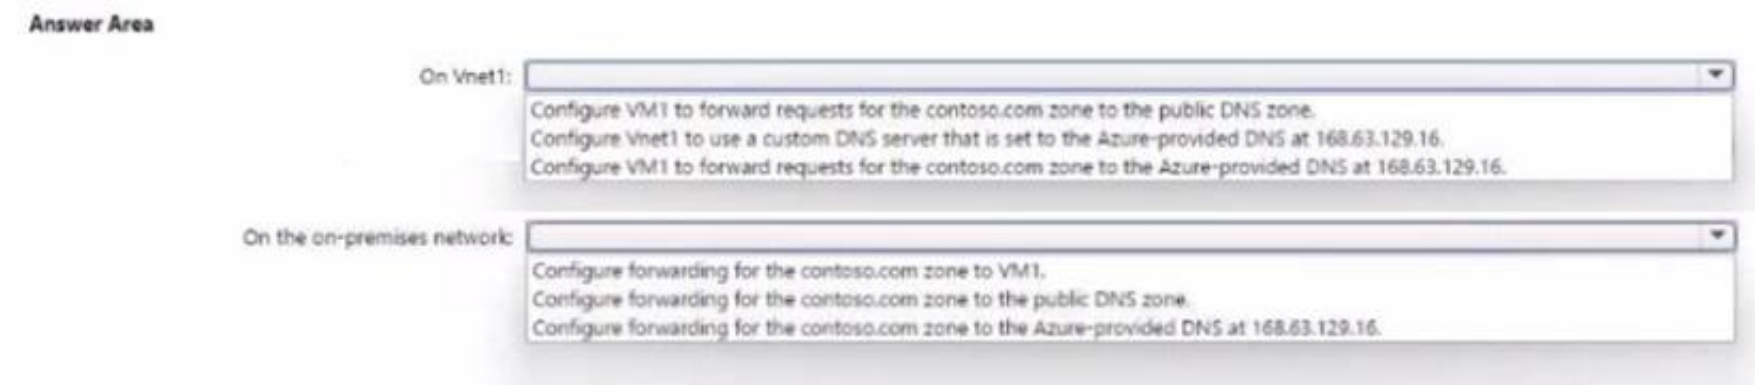 Answer Area
On Vnet1:
Configure VM1 to forward requests for the contoso.com zone to the public DNS zone.
Configure Vnet1 to use a custom DNS server that is set to the Azure-provided DNS at 168.63.129.16.
Configure VM1 to forward requests for the contoso.com zone to the Azure-provided DNS at 168.63.129.16.
On the on-premises network:
Configure forwarding for the contoso.com zone to VM1.
Configure forwarding for the contoso.com zone to the public DNS zone.
Configure forwarding for the contoso.com zone to the Azure-provided DNS at 168.63.129.16.